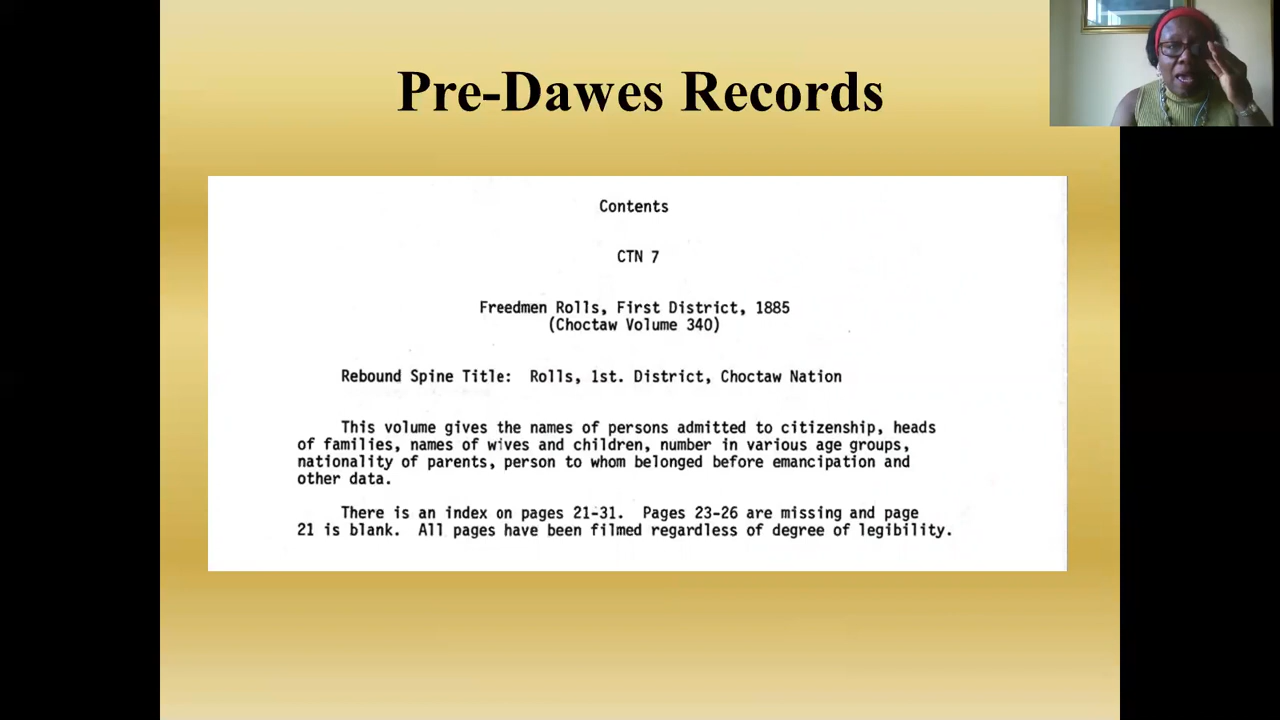 Pre-Dawes Records
Contents
CTN 7
Freedmen Rolls, First District, 1885
(Choctaw Volume 340)
Rebound Spine Title: Rolls, 1st. District, Choctaw Nation
This volume gives the names of persons admitted to citizenship, heads
of families, names of wives and children, number in various age groups,
nationality of parents, person to whom belonged before emancipation and
other data.
There is an index on pages 21-31. Pages 23-26 are missing and page
21 is blank. All pages have been filmed regardless of degree of legibility.